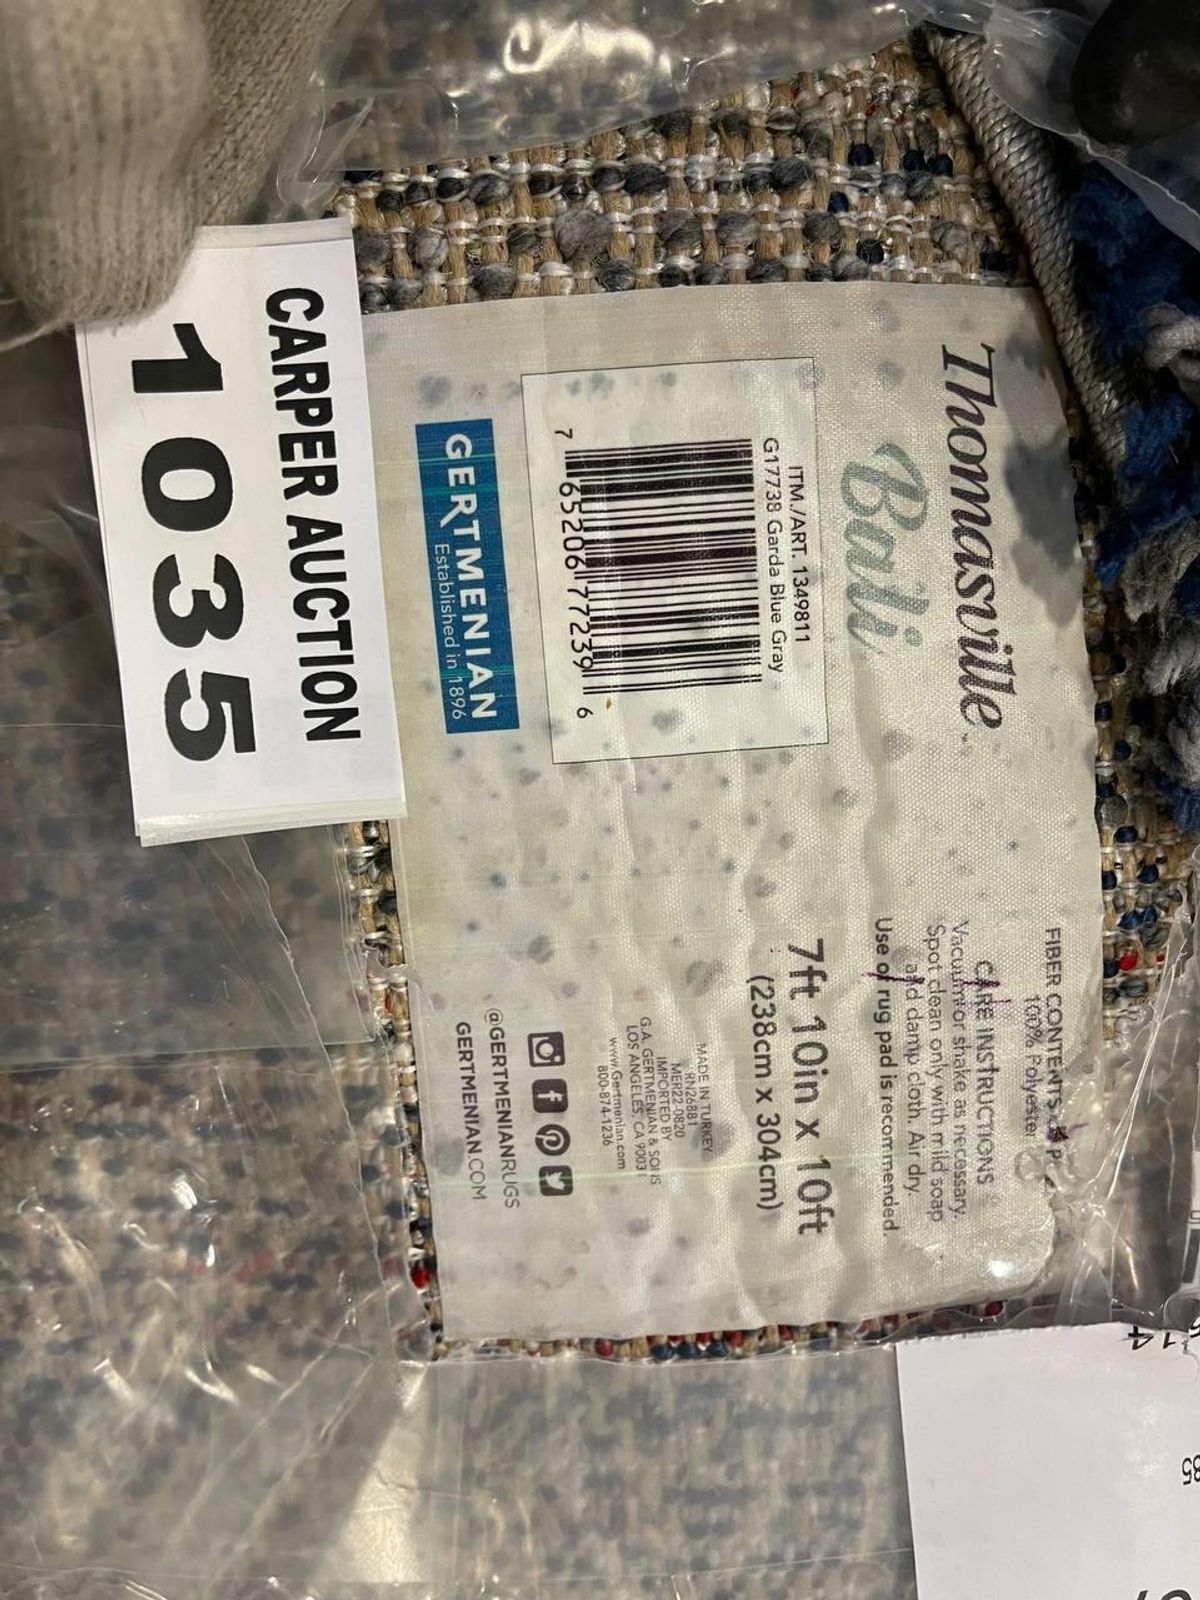 CARPER AUCTION
1035
Thomasville
Bali
ITM./ART. 1349811
G17738 Garda Blue Gray
7 65206 77239 6
GERTMENIAN
Established in 1896
FIBER CONTENTS
100% Polyester
CARE INSTRUCTIONS
Vacuum or shake as necessary.
Spot clean only with mild soap
and damp cloth. Air dry.
Use of rug pad is recommended.
7ft 10in x 10ft
(238cm x 304cm)
MADE IN TURKEY
RN26881
MER22-0820
IMPORTED BY
G.A. GERTMENIAN & SONS
LOS ANGELES, CA 90031
www.Gertmenian.com
800-874-1236
@GERTMENIANRUGS
GERTMENIAN.COM